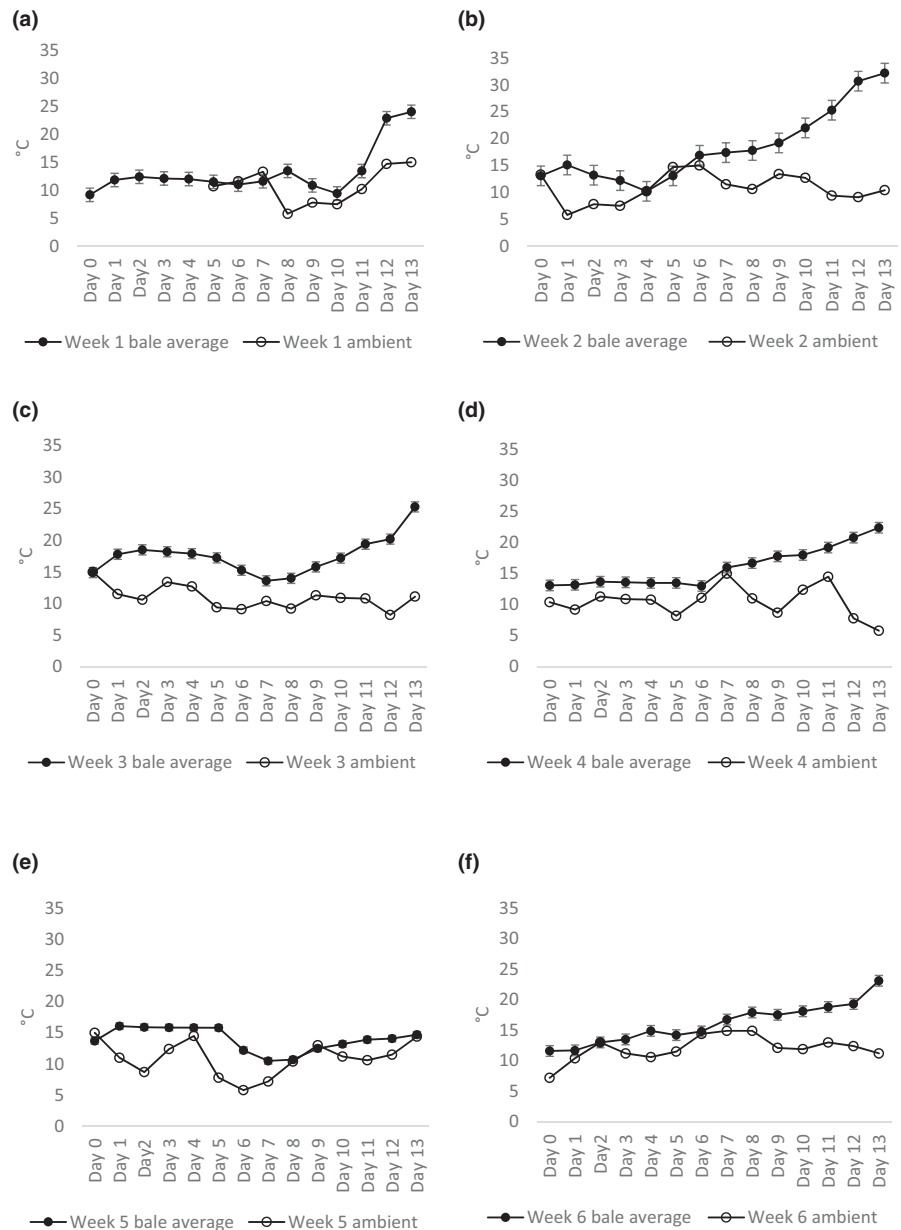 (a)
35
30
25
20
15
10
5
0
°C
Day 0
Day 1
Day2
Day 3
Day 4
Day 5
Day 6
Day 7
Day 8
Day 9
Day 10
Day 11
Day 12
Day 13
Week 1 bale average Week 1 ambient
(b)
35
30
25
20
15
10
5
0
°C
Day 0
Day 1
Day2
Day 3
Day 4
Day 5
Day 6
Day 7
Day 8
Day 9
Day 10
Day 11
Day 12
Day 13
Week 2 bale average Week 2 ambient
(c)
35
30
25
20
15
10
5
0
°C
Day 0
Day 1
Day2
Day 3
Day 4
Day 5
Day 6
Day 7
Day 8
Day 9
Day 10
Day 11
Day 12
Day 13
Week 3 bale average Week 3 ambient
(d)
35
30
25
20
15
10
5
0
°C
Day 0
Day 1
Day2
Day 3
Day 4
Day 5
Day 6
Day 7
Day 8
Day 9
Day 10
Day 11
Day 12
Day 13
Week 4 bale average Week 4 ambient
(e)
35
30
25
20
15
10
5
0
°C
Day 0
Day 1
Day2
Day 3
Day 4
Day 5
Day 6
Day 7
Day 8
Day 9
Day 10
Day 11
Day 12
Day 13
Week 5 bale average Week 5 ambient
(f)
35
30
25
20
15
10
5
0
°C
Day 0
Day 1
Day2
Day 3
Day 4
Day 5
Day 6
Day 7
Day 8
Day 9
Day 10
Day 11
Day 12
Day 13
Week 6 bale average Week 6 ambient